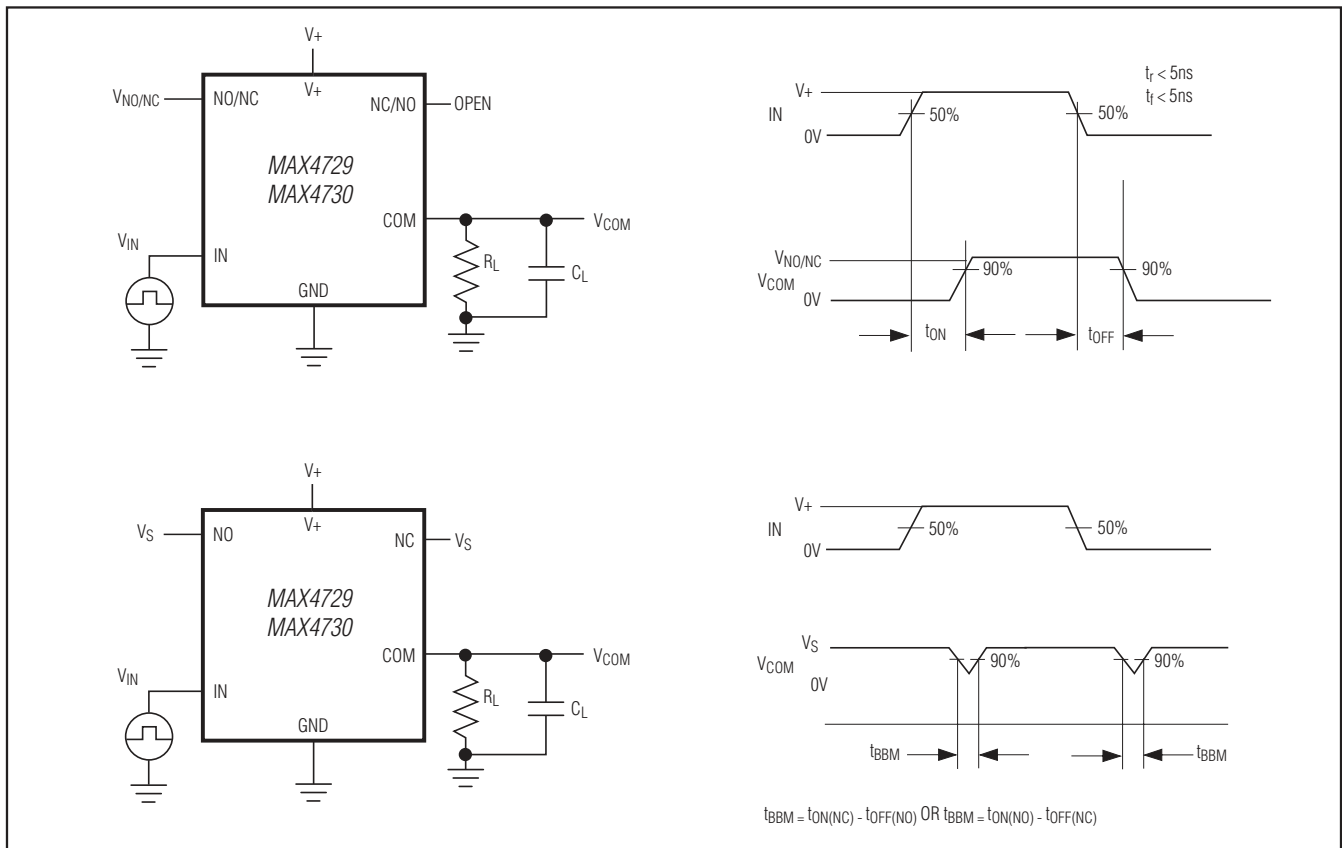 V+
V+
VNO/NC
NO/NC
NC/NO
OPEN
MAX4729
MAX4730
COM
VCOM
VIN
IN
RL
CL
GND
tr < 5ns
tf < 5ns
V+
IN
50%
50%
0V
VNO/NC
90%
90%
VCOM
0V
tON
tOFF
V+
V+
VS
NO
NC
VS
MAX4729
MAX4730
COM
VCOM
VIN
IN
RL
CL
GND
V+
IN
50%
50%
0V
VS
VCOM
90%
90%
0V
tBBM
tBBM
tBBM = tON(NC) - tOFF(NO) OR tBBM = tON(NO) - tOFF(NC)